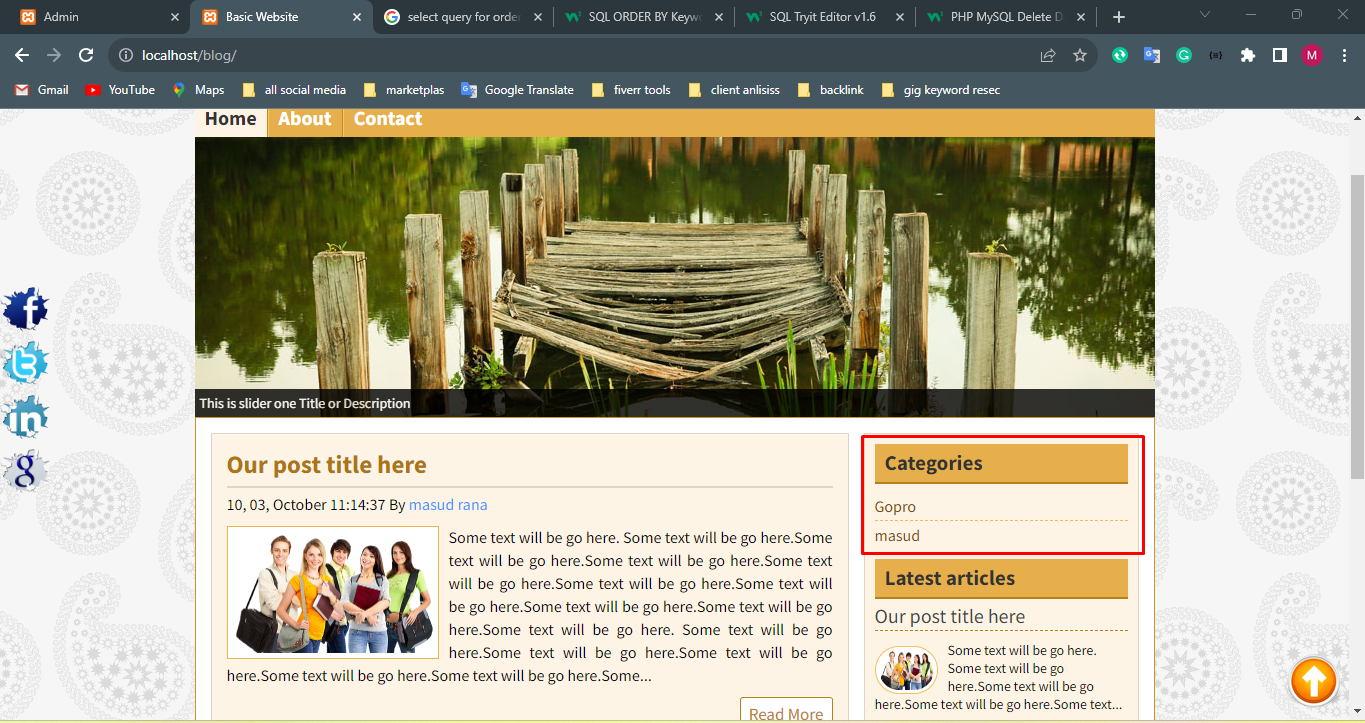 Admin
Basic Website
select query for order
SQL ORDER BY Keyw
SQL Tryit Editor v1.6
PHP MySQL Delete D
localhost/blog/
M
Gmail
YouTube
Maps
all social media
marketplas
Google Translate
fiverr tools
client anlisiss
backlink
gig keyword resec
Home
About
Contact
This is slider one Title or Description
Our post title here
10, 03, October 11:14:37 By masud rana
Some text will be go here. Some text will be go here.Some
text will be go here.Some text will be go here.Some text
will be go here.Some text will be go here.Some text will
be go here.Some text will be go here.Some text will be go
here.Some text will be go here. Some text will be go
here.Some text will be go here.Some text will be go
here.Some text will be go here.Some text will be go here.Some...
Read More
Categories
Gopro
masud
Latest articles
Our post title here
Some text will be go here.
Some text will be go
here.Some text will be go
here.Some text will be go here.Some text...